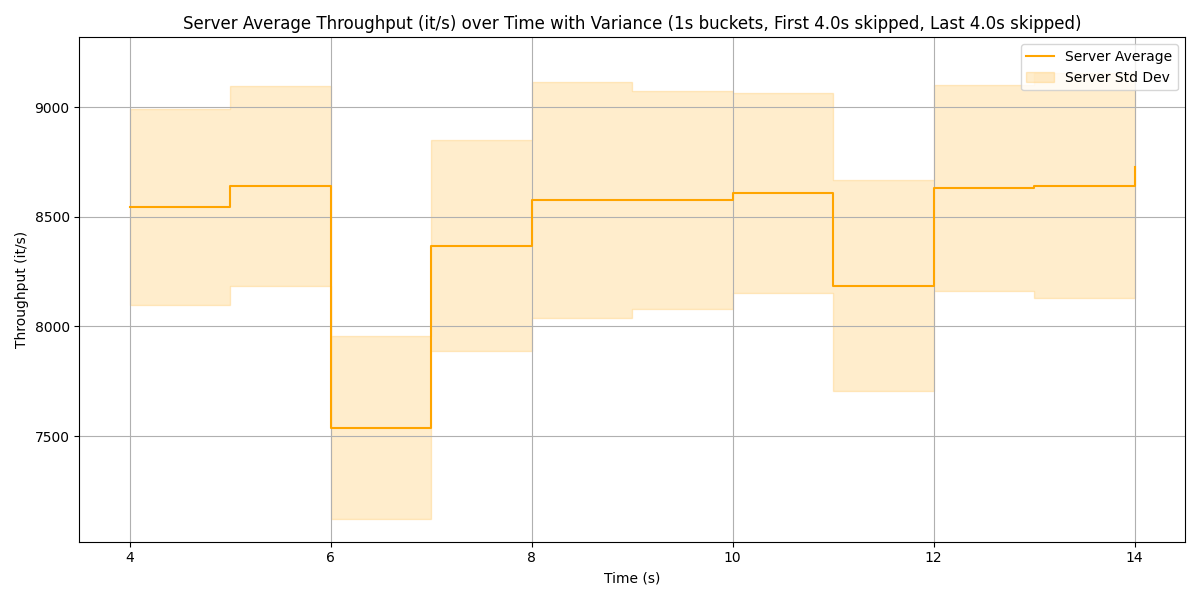 Server Average Throughput (it/s) over Time with Variance (1s buckets, First 4.0s skipped, Last 4.0s skipped)
Server Average
Server Std Dev
Throughput (it/s)
9000
8500
8000
7500
4 6 8 10 12 14
Time (s)